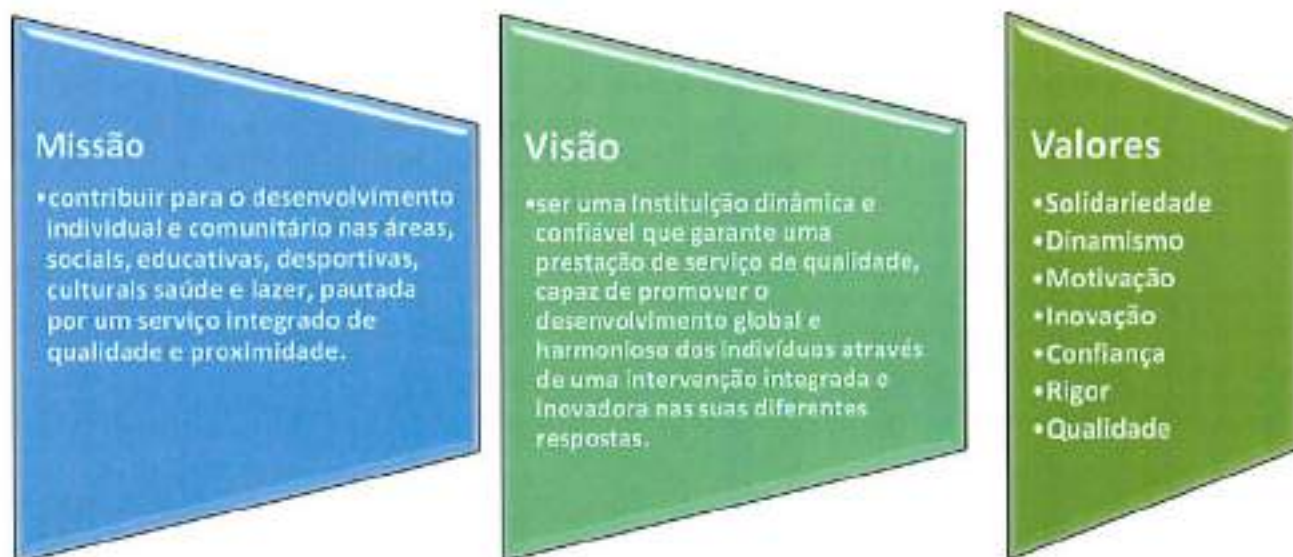 Missão
•contribuir para o desenvolvimento
individual e comunitário nas áreas,
sociais, educativas, desportivas,
culturais saúde e lazer, pautada
por um serviço integrado de
qualidade e proximidade.
Visão
•ser uma Instituição dinâmica e
confiável que garante uma
prestação de serviço de qualidade,
capaz de promover o
desenvolvimento global e
harmonioso dos indivíduos através
de uma intervenção integrada e
Inovadora nas suas diferentes
respostas.
Valores
•Solidariedade
•Dinamismo
•Motivação
•Inovação
•Confiança
•Rigor
•Qualidade